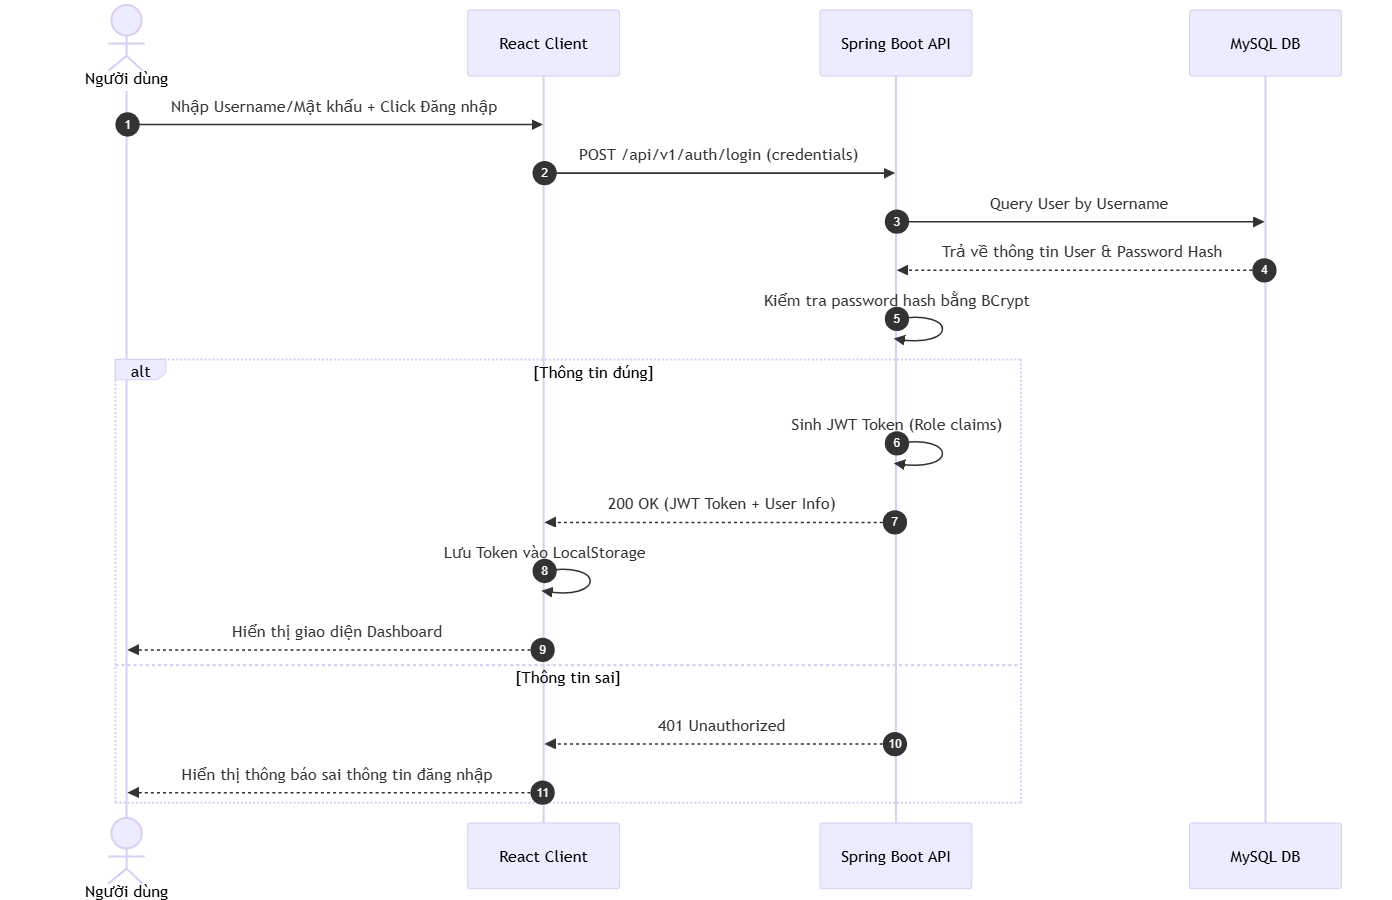 Người dùng
React Client
Spring Boot API
MySQL DB
Nhập Username/Mật khẩu + Click Đăng nhập
1
POST /api/v1/auth/login (credentials)
2
Query User by Username
3
Trả về thông tin User & Password Hash
4
Kiểm tra password hash bằng BCrypt
5
alt
[Thông tin đúng]
Sinh JWT Token (Role claims)
6
200 OK (JWT Token + User Info)
7
Lưu Token vào LocalStorage
8
Hiển thị giao diện Dashboard
9
[Thông tin sai]
401 Unauthorized
10
Hiển thị thông báo sai thông tin đăng nhập
11
Người dùng
React Client
Spring Boot API
MySQL DB